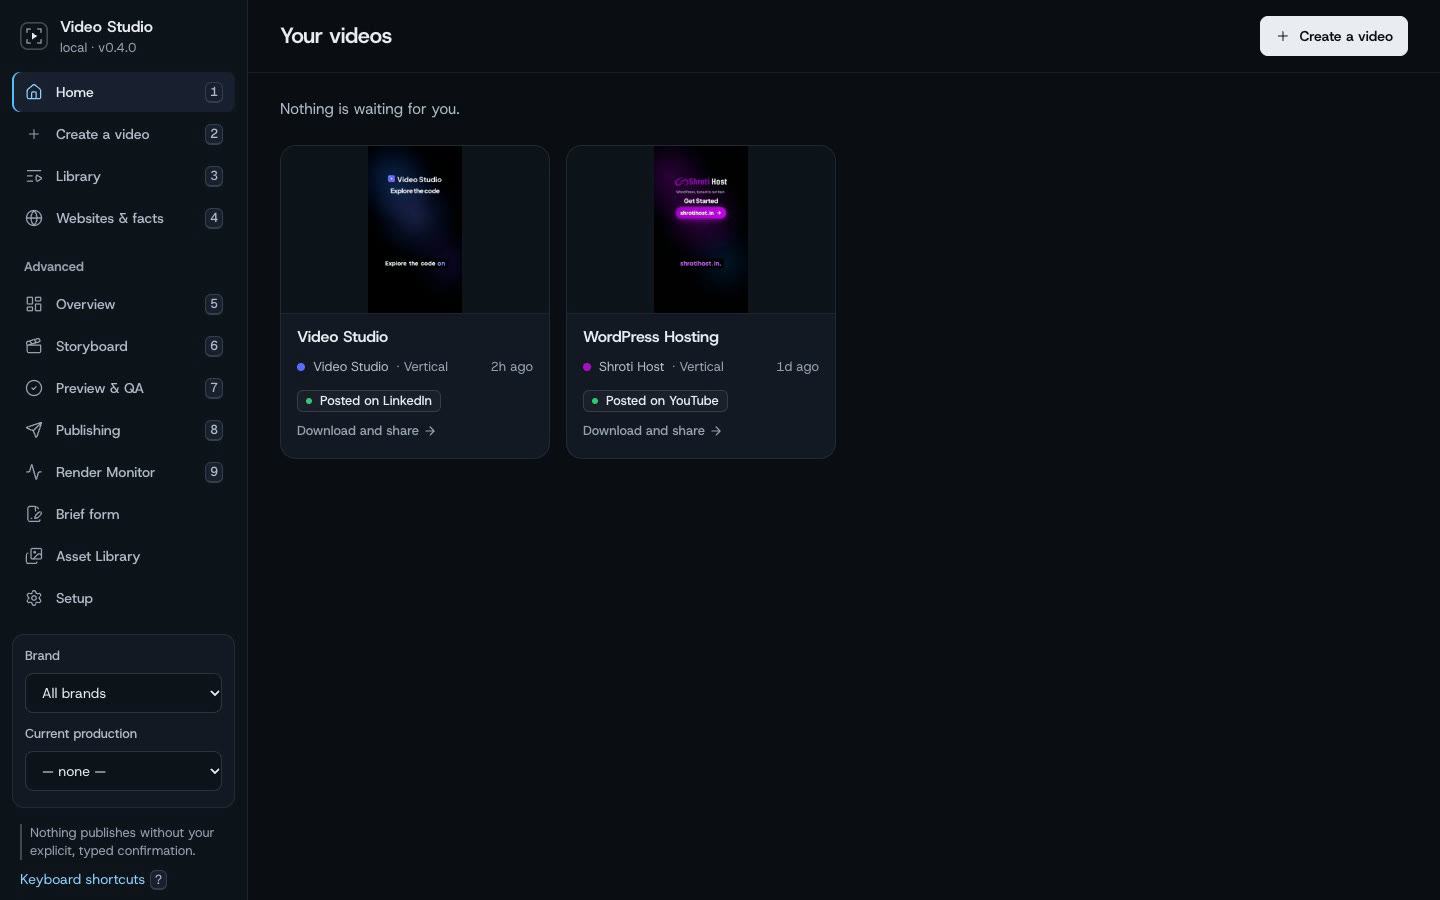 Video Studio
local · v0.4.0
Home 1
Create a video 2
Library 3
Websites & facts 4
Advanced
Overview 5
Storyboard 6
Preview & QA 7
Publishing 8
Render Monitor 9
Brief form
Asset Library
Setup
Brand
All brands
Current production
— none —
Nothing publishes without your
explicit, typed confirmation.
Keyboard shortcuts ?
Your videos
+ Create a video
Nothing is waiting for you.
Video Studio
Explore the code
Explore the code on
Video Studio
Video Studio · Vertical 2h ago
Posted on LinkedIn
Download and share →
Shroti Host
Get Started
shrotihost.in →
shrotihost.in.
WordPress Hosting
Shroti Host · Vertical 1d ago
Posted on YouTube
Download and share →